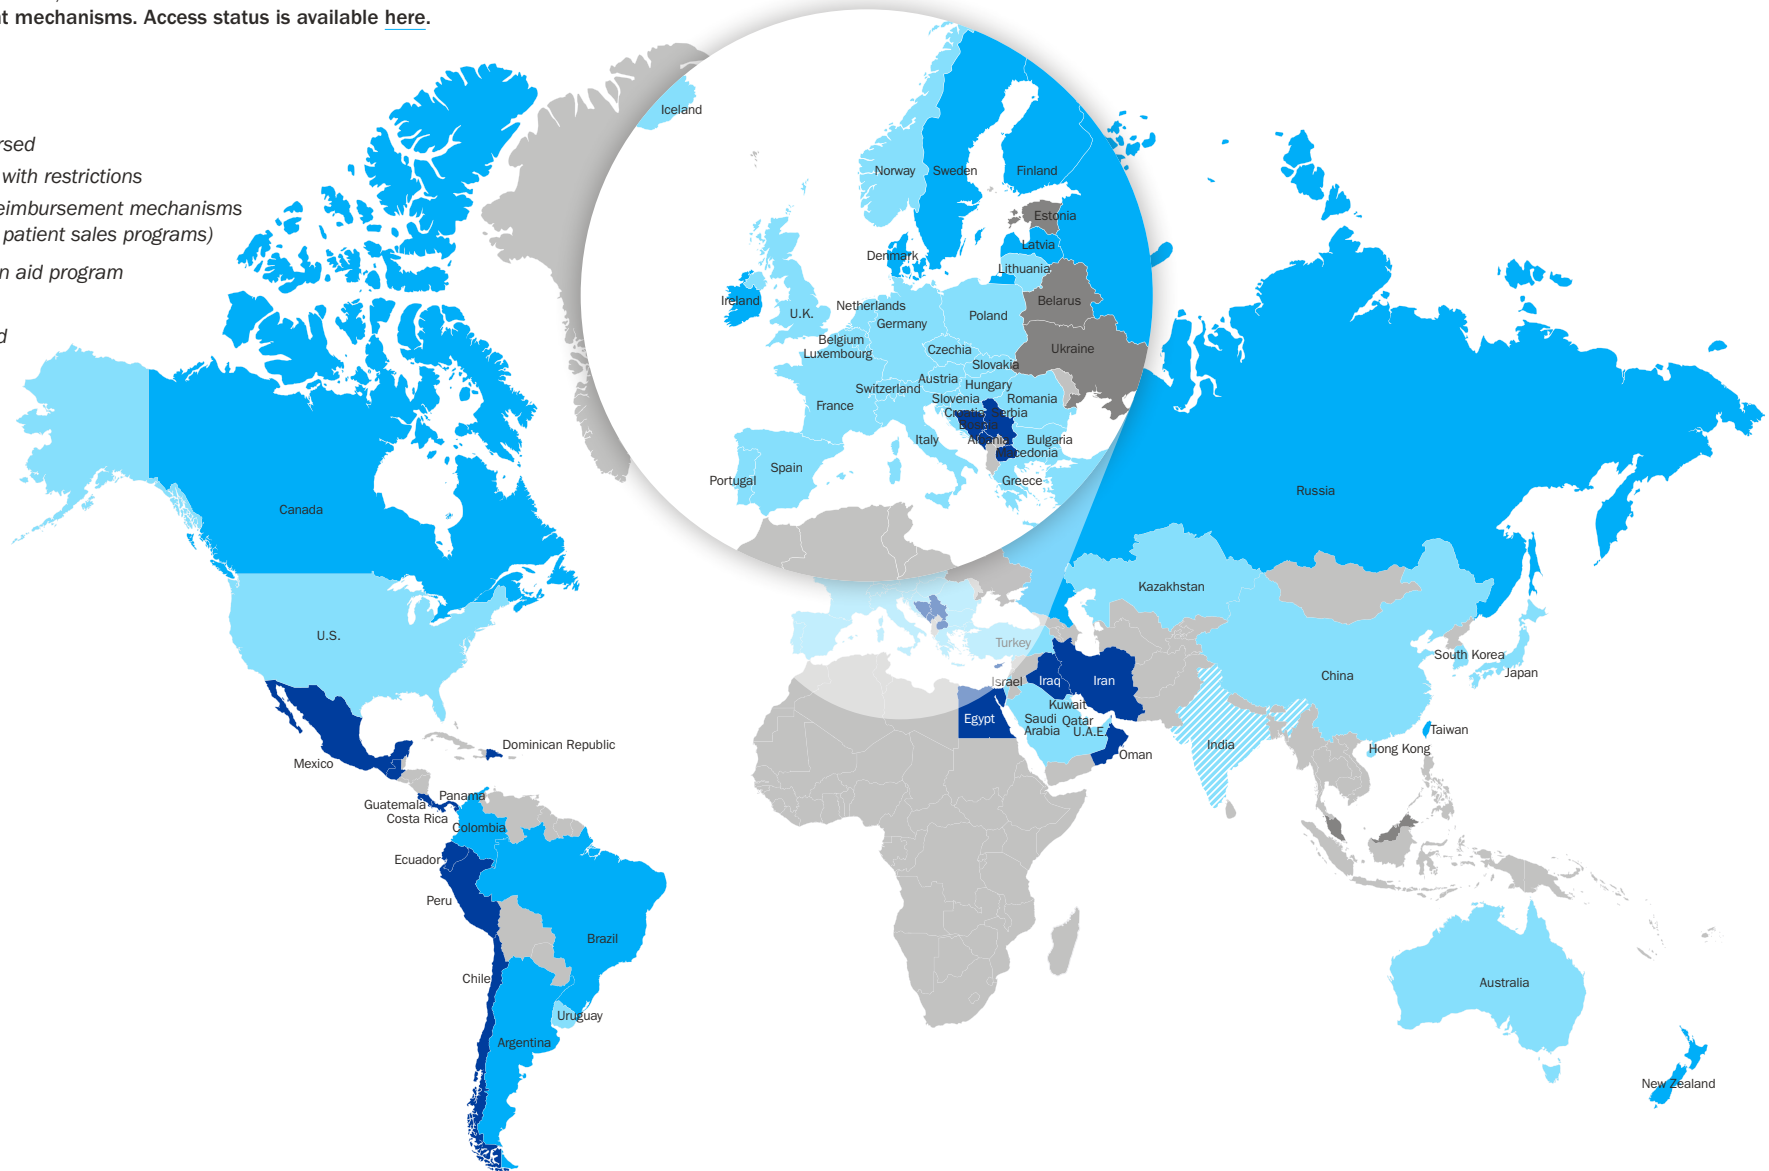 t mechanisms. Access status is available here.
rsed
with restrictions
eimbursement mechanisms
patient sales programs)
n aid program
d
Iceland
Norway
Sweden
Finland
Estonia
Latvia
Denmark
Lithuania
Ireland
U.K.
Netherlands
Belarus
Germany
Poland
Belgium
Luxembourg
Czechia
Ukraine
Slovakia
Austria
Switzerland
Hungary
France
Slovenia
Romania
Croatia
Serbia
Bosnia
Italy
Albania
Bulgaria
Macedonia
Spain
Portugal
Greece
Canada
Russia
Kazakhstan
U.S.
Turkey
South Korea
Japan
China
Israel
Iraq
Iran
Kuwait
Egypt
Saudi
Arabia
Qatar
U.A.E.
Oman
India
Taiwan
Hong Kong
Dominican Republic
Mexico
Panama
Guatemala
Costa Rica
Colombia
Ecuador
Peru
Brazil
Chile
Uruguay
Argentina
Australia
New Zealand